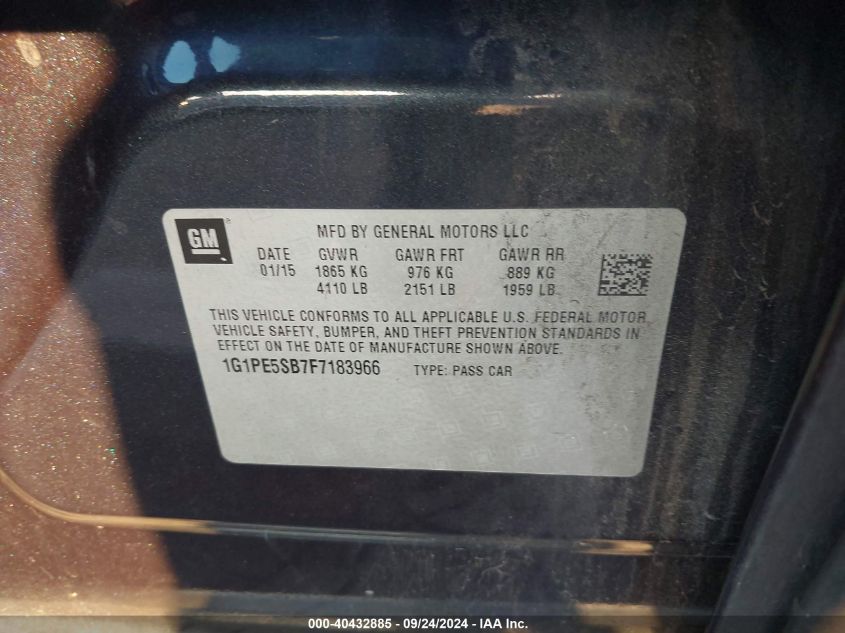 GM
MFD BY GENERAL MOTORS LLC
DATE GVWR GAWR FRT GAWR RR
01/15 1865 KG 976 KG 889 KG
4110 LB 2151 LB 1959 LB
THIS VEHICLE CONFORMS TO ALL APPLICABLE U.S. FEDERAL MOTOR
VEHICLE SAFETY, BUMPER, AND THEFT PREVENTION STANDARDS IN
EFFECT ON THE DATE OF MANUFACTURE SHOWN ABOVE.
1G1PE5SB7F7183966 TYPE: PASS CAR
000-40432885 - 09/24/2024 - IAA Inc.